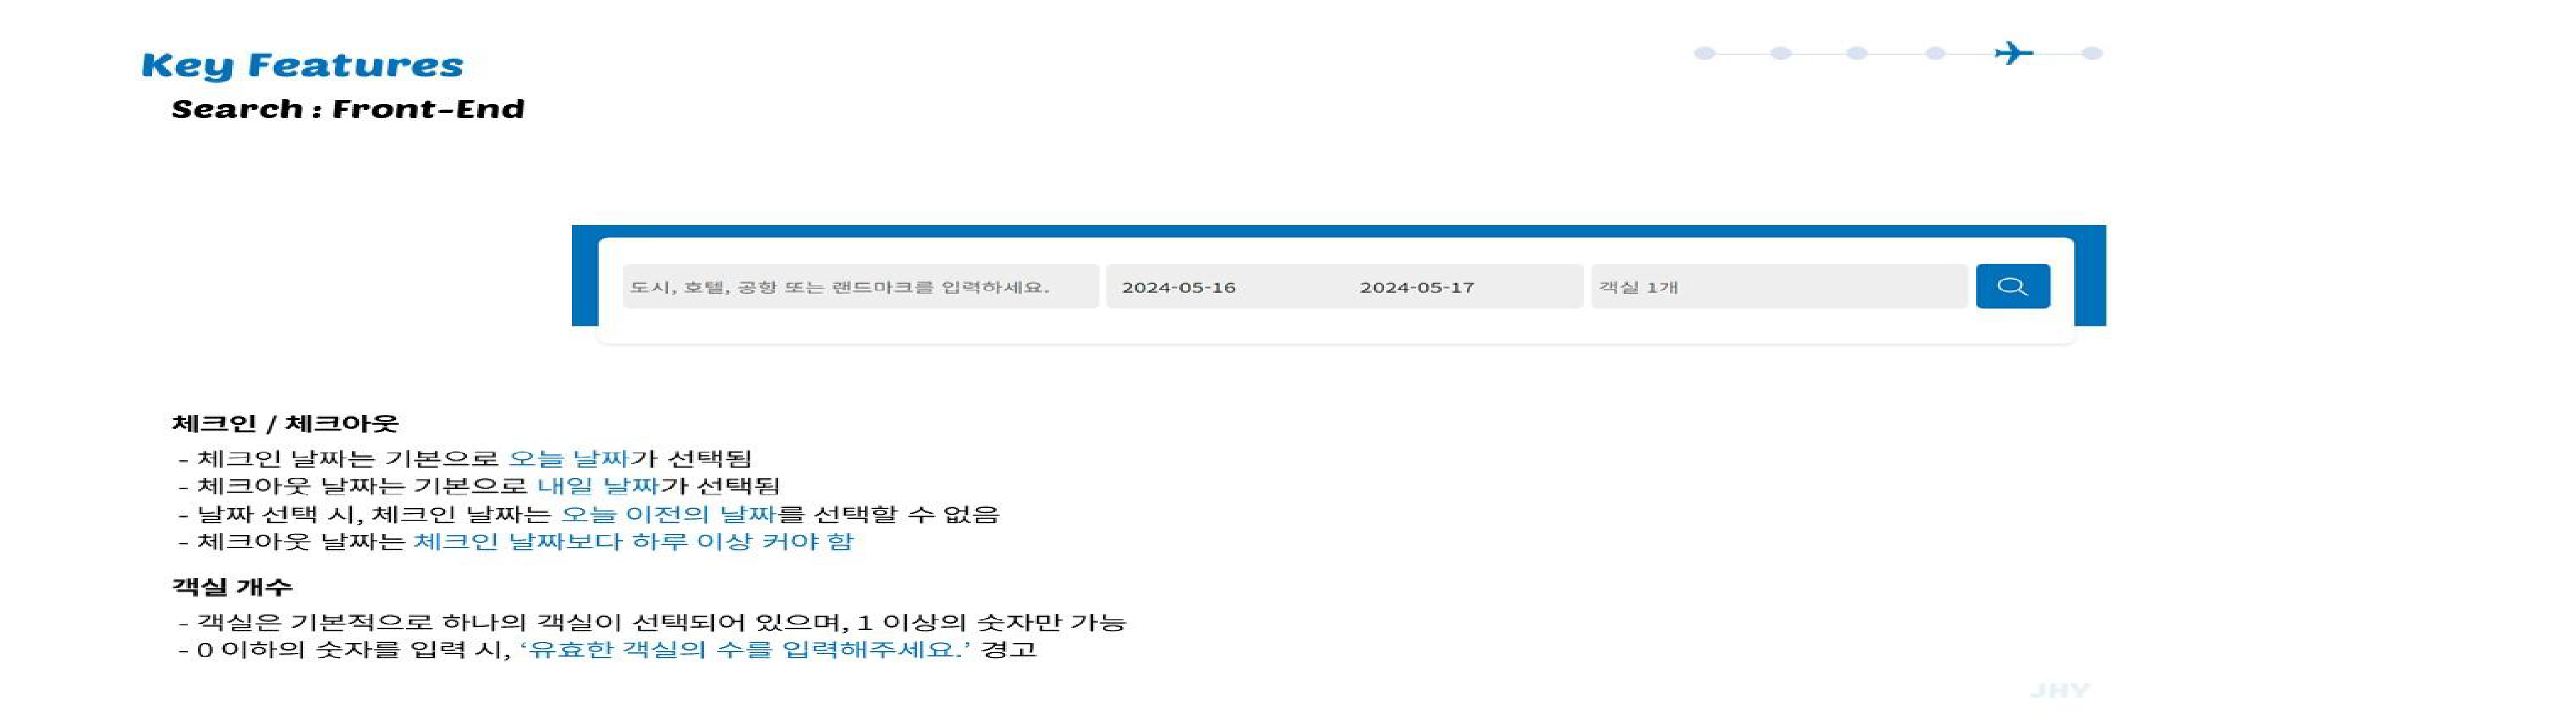 Key Features
Search : Front-End
도시, 호텔, 공항 또는 랜드마크를 입력하세요. 2024-05-16 2024-05-17 객실 1개
체크인 / 체크아웃
- 체크인 날짜는 기본으로 오늘 날짜가 선택됨
- 체크아웃 날짜는 기본으로 내일 날짜가 선택됨
- 날짜 선택 시, 체크인 날짜는 오늘 이전의 날짜를 선택할 수 없음
- 체크아웃 날짜는 체크인 날짜보다 하루 이상 커야 함
객실 개수
- 객실은 기본적으로 하나의 객실이 선택되어 있으며, 1 이상의 숫자만 가능
- 0 이하의 숫자를 입력 시, ‘유효한 객실의 수를 입력해주세요.’ 경고
JHY